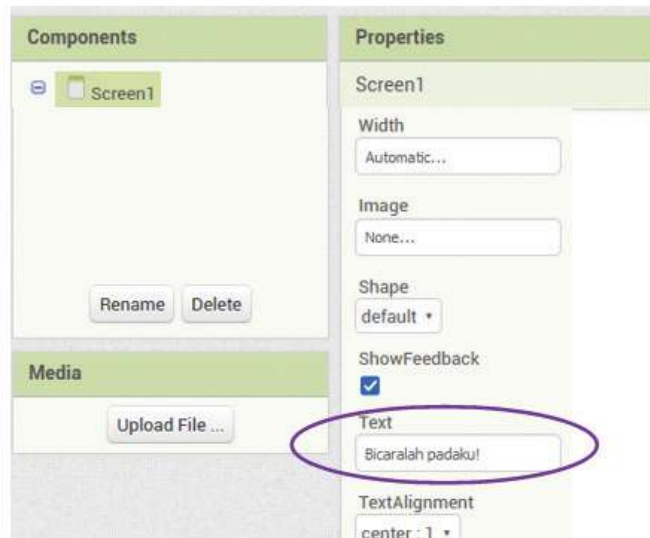 Components
Screen1
Rename Delete
Media
Upload File ...
Properties
Screen1
Width
Automatic...
Image
None...
Shape
default
ShowFeedback
Text
Bicaralah padaku!
TextAlignment
center : 1